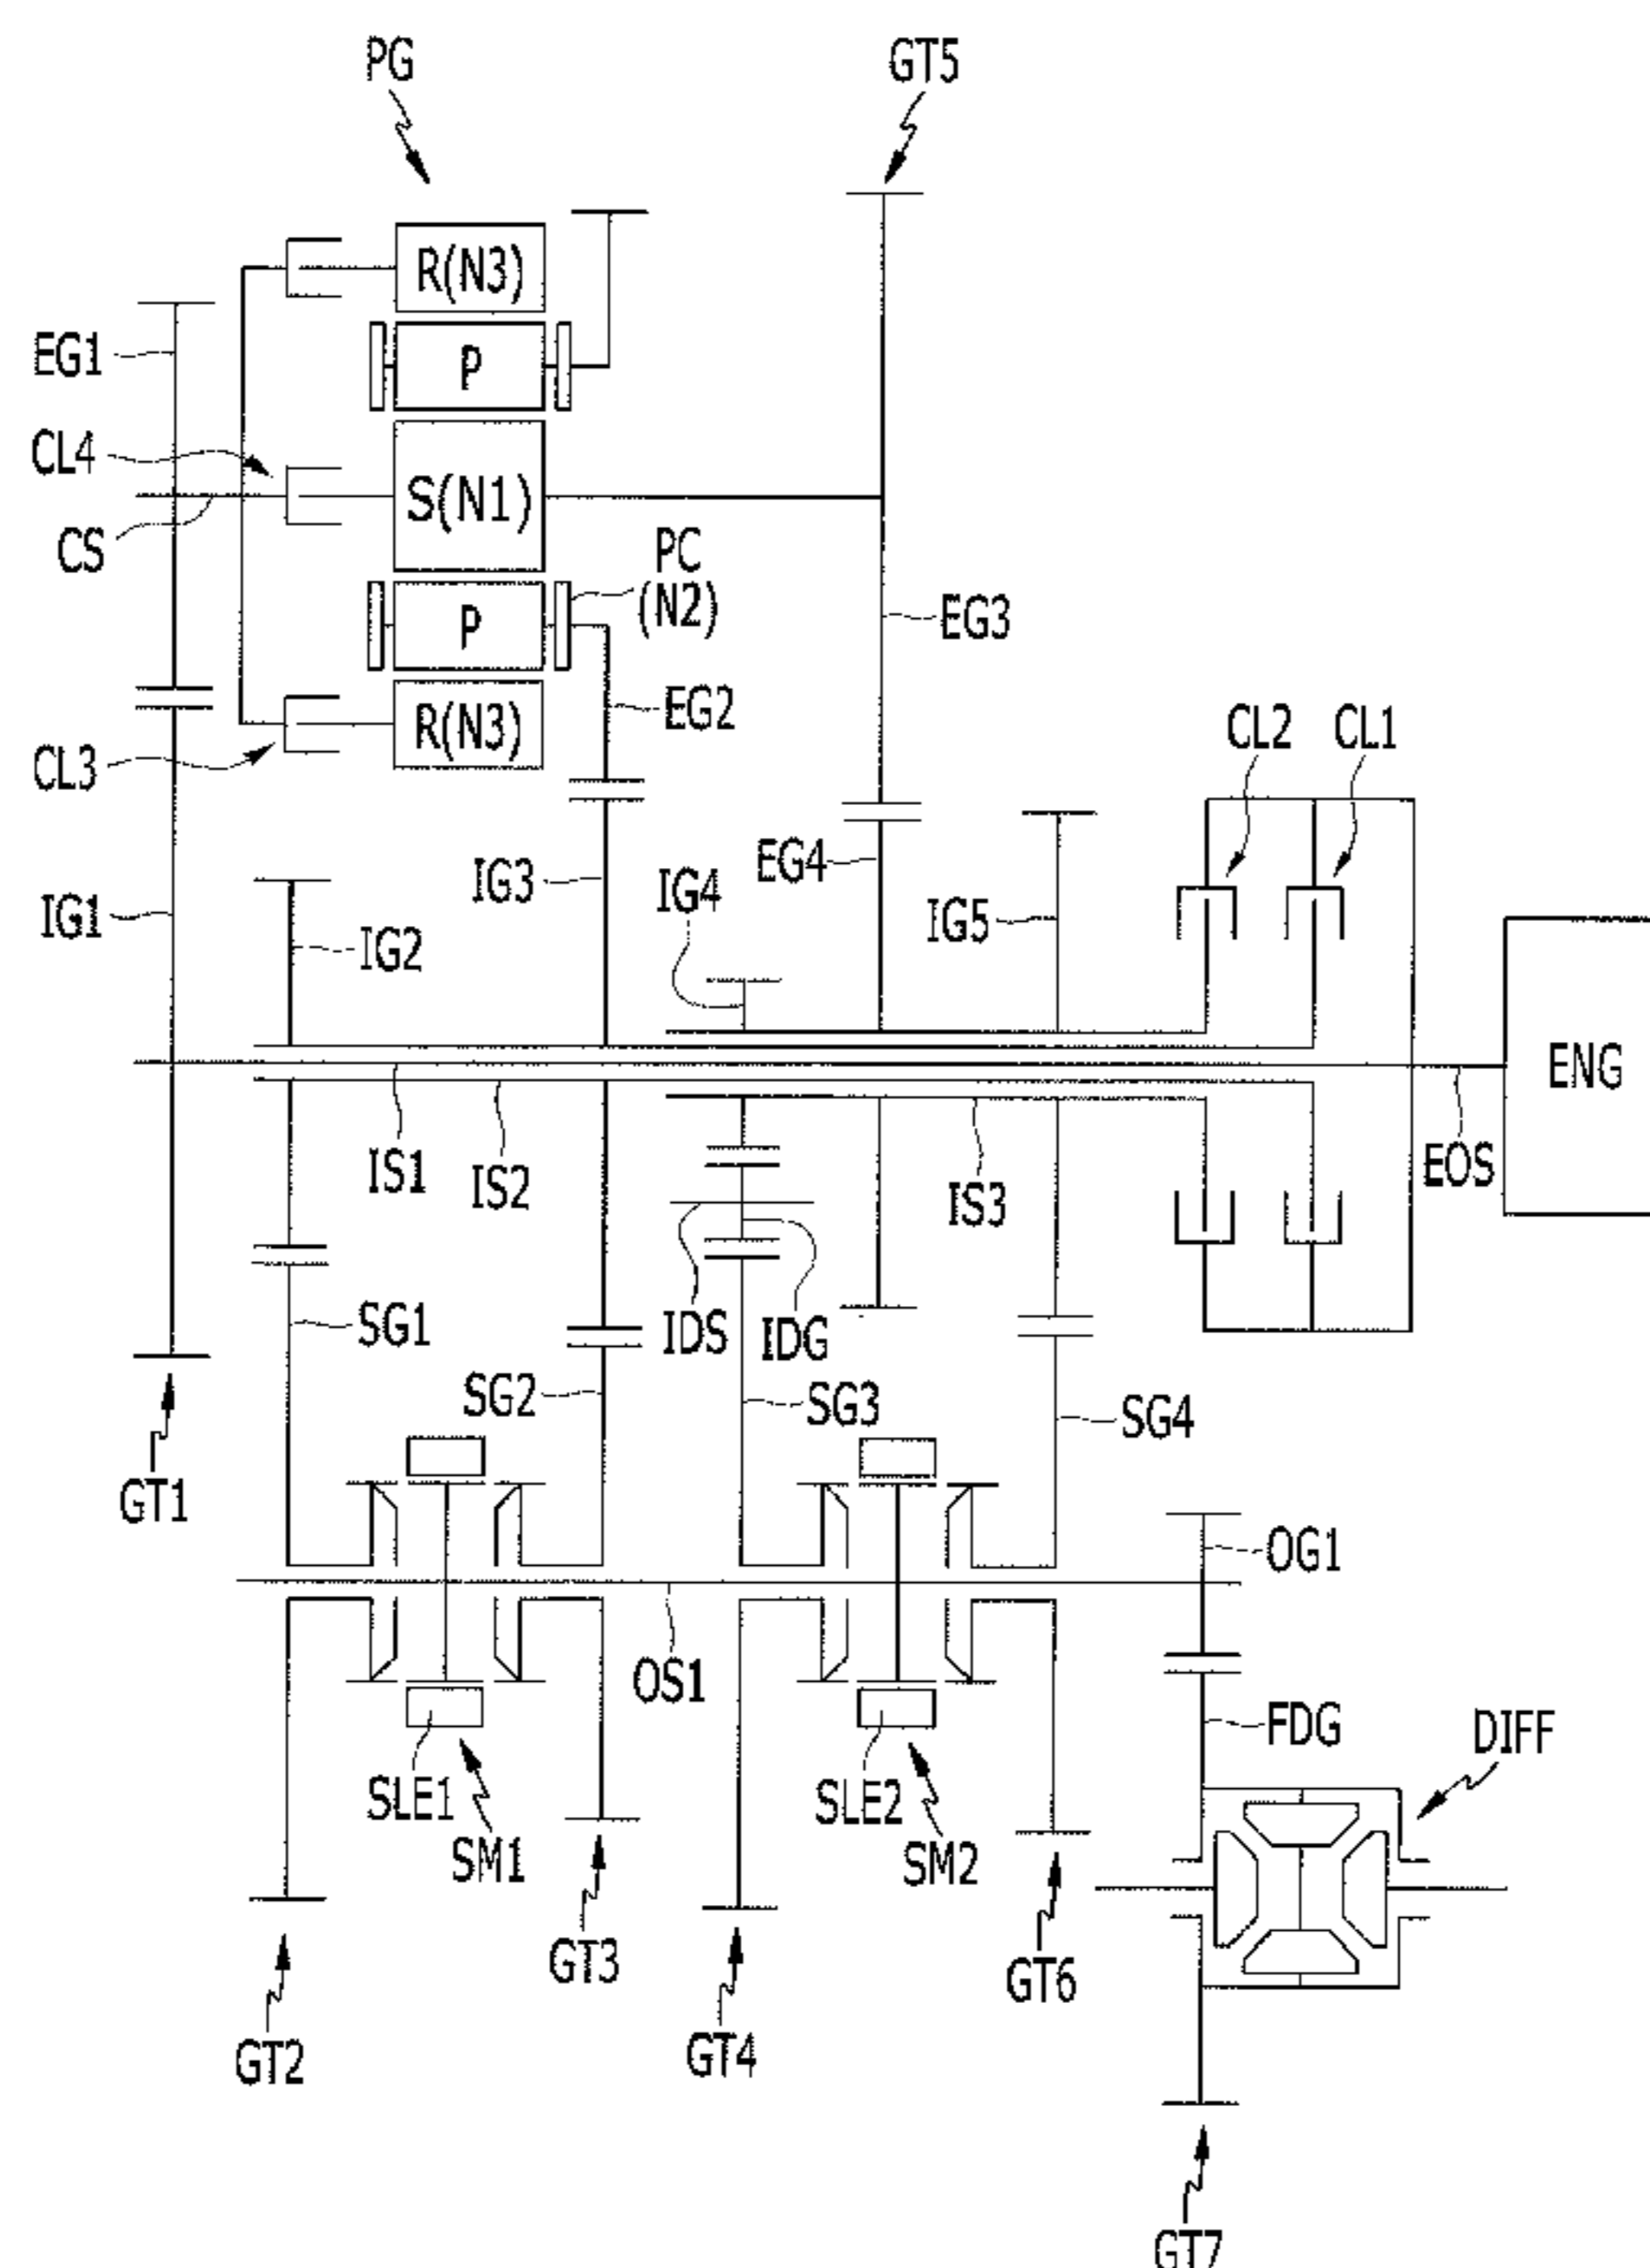 PG
GT5
R(N3)
EG1
P
CL4
S(N1)
CS
PC
(N2)
P
EG3
EG2
R(N3)
CL2
CL1
CL3
IG3
EG4
IG4
IG1
IG5
IG2
ENG
IS1
IS2
IS3
EOS
SG1
IDS
IDG
SG2
SG3
SG4
GT1
OG1
OS1
FDG
DIFF
SLE1
SLE2
SM1
SM2
GT3
GT6
GT2
GT4
GT7